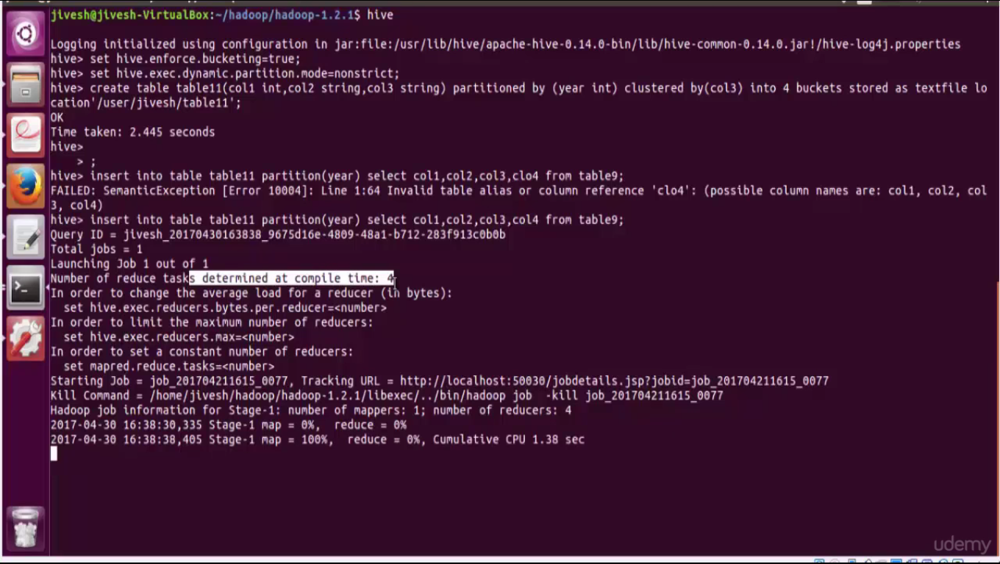 jivesh@jivesh-VirtualBox:~/hadoop/hadoop-1.2.1$ hive
Logging initialized using configuration in jar:file:/usr/lib/hive/apache-hive-0.14.0-bin/lib/hive-common-0.14.0.jar!/hive-log4j.properties
hive> set hive.enforce.bucketing=true;
hive> set hive.exec.dynamic.partition.mode=nonstrict;
hive> create table table11(col1 int,col2 string,col3 string) partitioned by (year int) clustered by(col3) into 4 buckets stored as textfile lo
cation'/user/jivesh/table11';
OK
Time taken: 2.445 seconds
hive>
    > ;
hive> insert into table table11 partition(year) select col1,col2,col3,clo4 from table9;
FAILED: SemanticException [Error 10004]: Line 1:64 Invalid table alias or column reference 'clo4': (possible column names are: col1, col2, col
3, col4)
hive> insert into table table11 partition(year) select col1,col2,col3,col4 from table9;
Query ID = jivesh_20170430163838_9675d16e-4809-48a1-b712-283f913c0b0b
Total jobs = 1
Launching Job 1 out of 1
Number of reduce tasks determined at compile time: 4
In order to change the average load for a reducer (in bytes):
  set hive.exec.reducers.bytes.per.reducer=<number>
In order to limit the maximum number of reducers:
  set hive.exec.reducers.max=<number>
In order to set a constant number of reducers:
  set mapred.reduce.tasks=<number>
Starting Job = job_201704211615_0077, Tracking URL = http://localhost:50030/jobdetails.jsp?jobid=job_201704211615_0077
Kill Command = /home/jivesh/hadoop/hadoop-1.2.1/libexec/../bin/hadoop job  -kill job_201704211615_0077
Hadoop job information for Stage-1: number of mappers: 1; number of reducers: 4
2017-04-30 16:38:30,335 Stage-1 map = 0%,  reduce = 0%
2017-04-30 16:38:38,405 Stage-1 map = 100%,  reduce = 0%, Cumulative CPU 1.38 sec
udemy